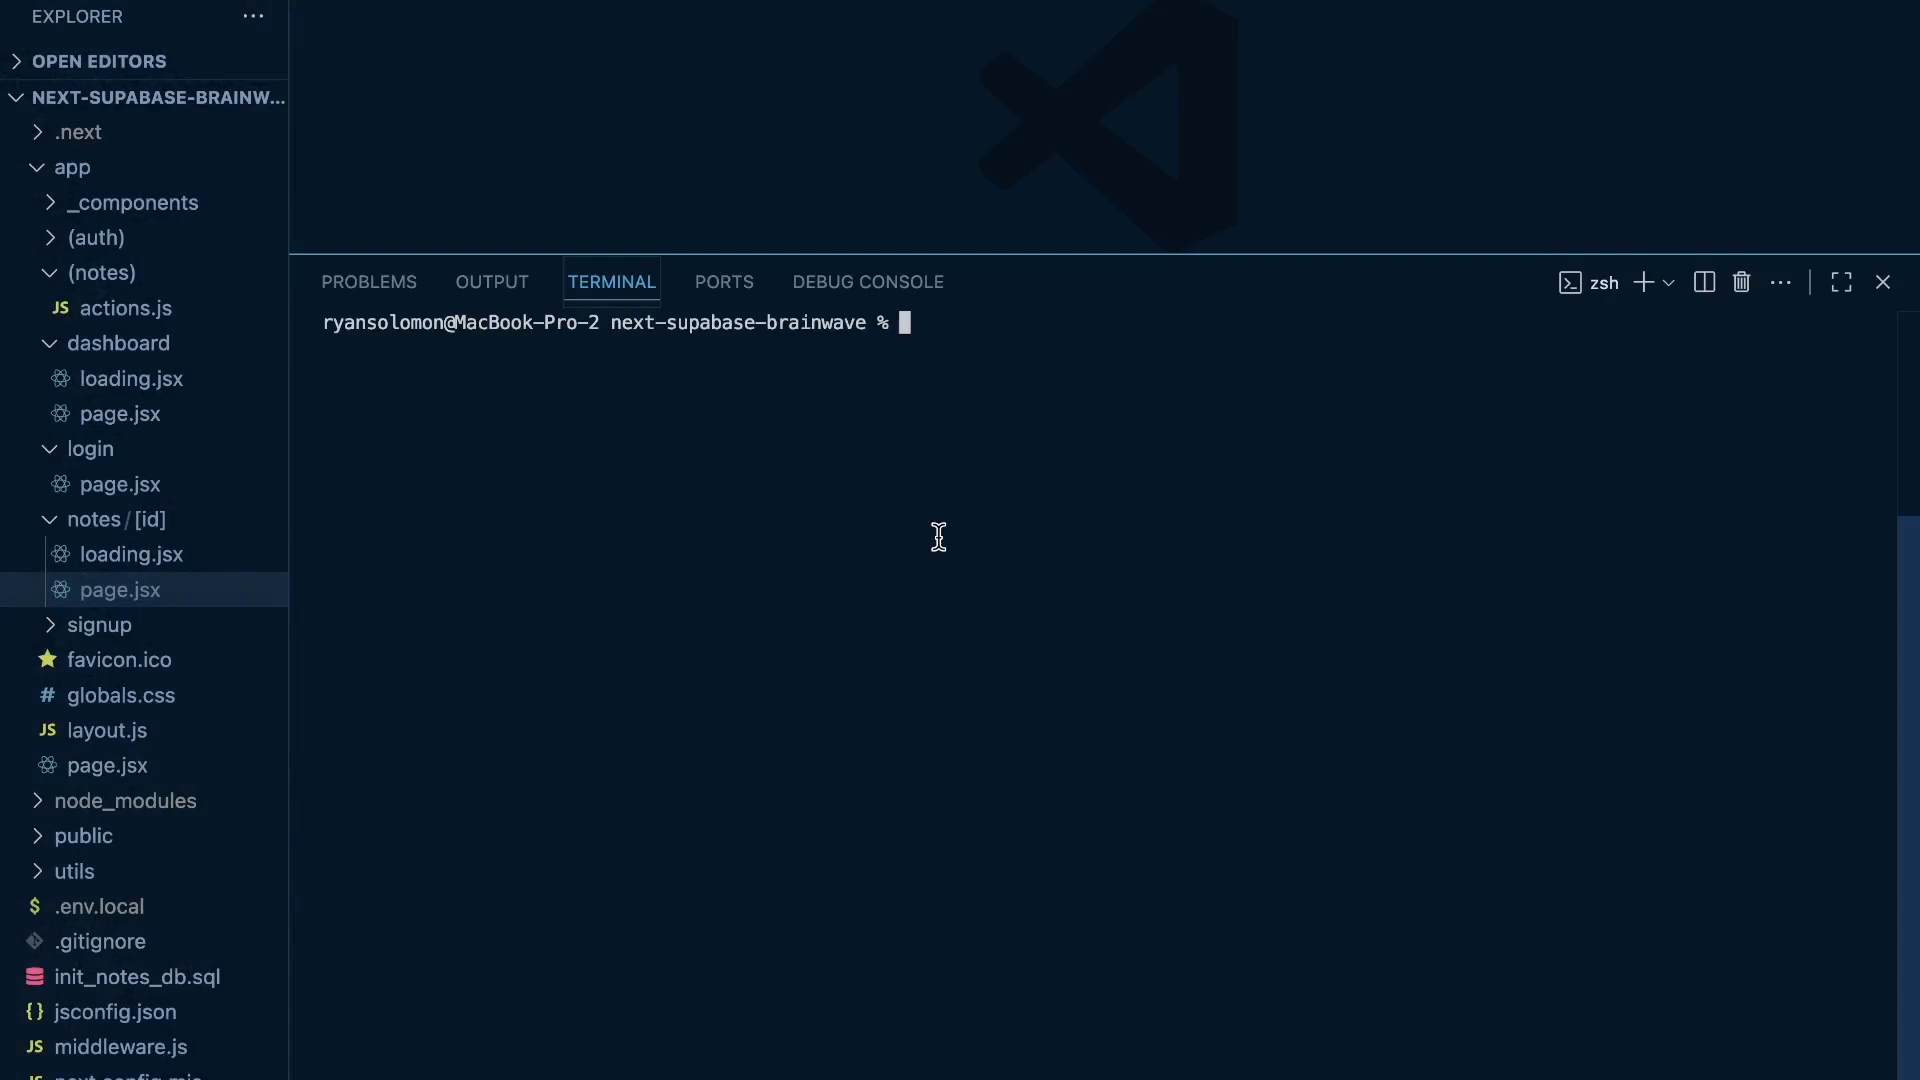 EXPLORER
OPEN EDITORS
NEXT-SUPABASE-BRAINW...
.next
app
_components
(auth)
(notes)
JS actions.js
dashboard
loading.jsx
page.jsx
login
page.jsx
notes / [id]
loading.jsx
page.jsx
signup
favicon.ico
# globals.css
JS layout.js
page.jsx
node_modules
public
utils
$ .env.local
.gitignore
init_notes_db.sql
{} jsconfig.json
JS middleware.js
PROBLEMS OUTPUT TERMINAL PORTS DEBUG CONSOLE zsh
ryansolomon@MacBook-Pro-2 next-supabase-brainwave %